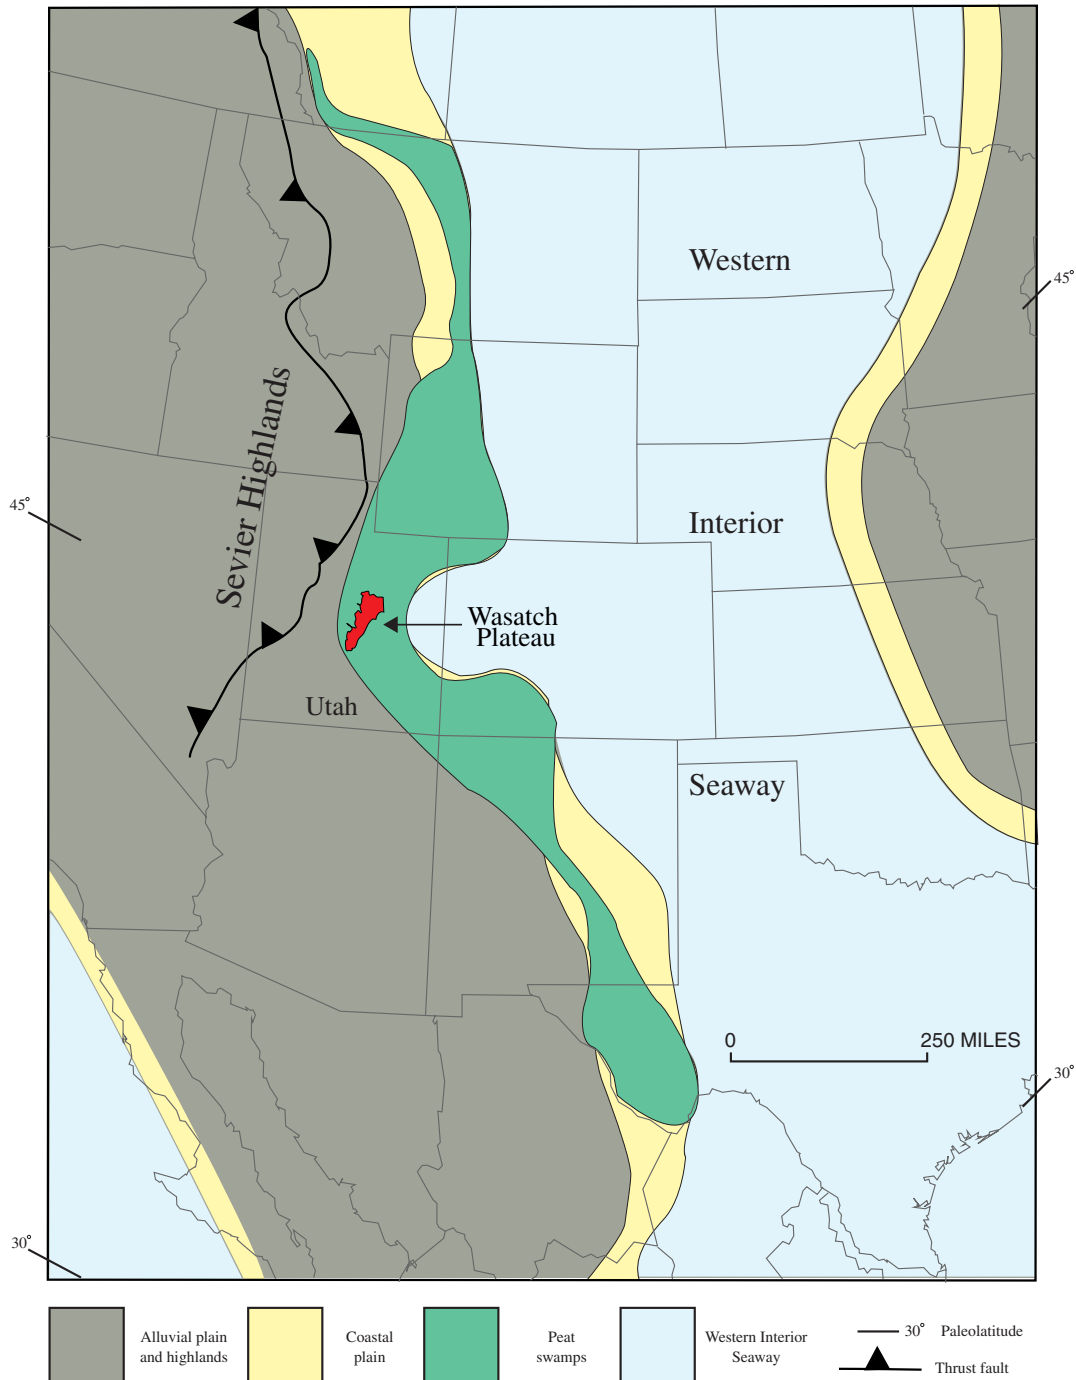 Western
45°
Sevier Highlands
45°
Interior
Wasatch
Plateau
Utah
Seaway
0
250 MILES
30°
30°
Alluvial plain
and highlands
Coastal
plain
Peat
swamps
Western Interior
Seaway
30° Paleolatitude
Thrust fault